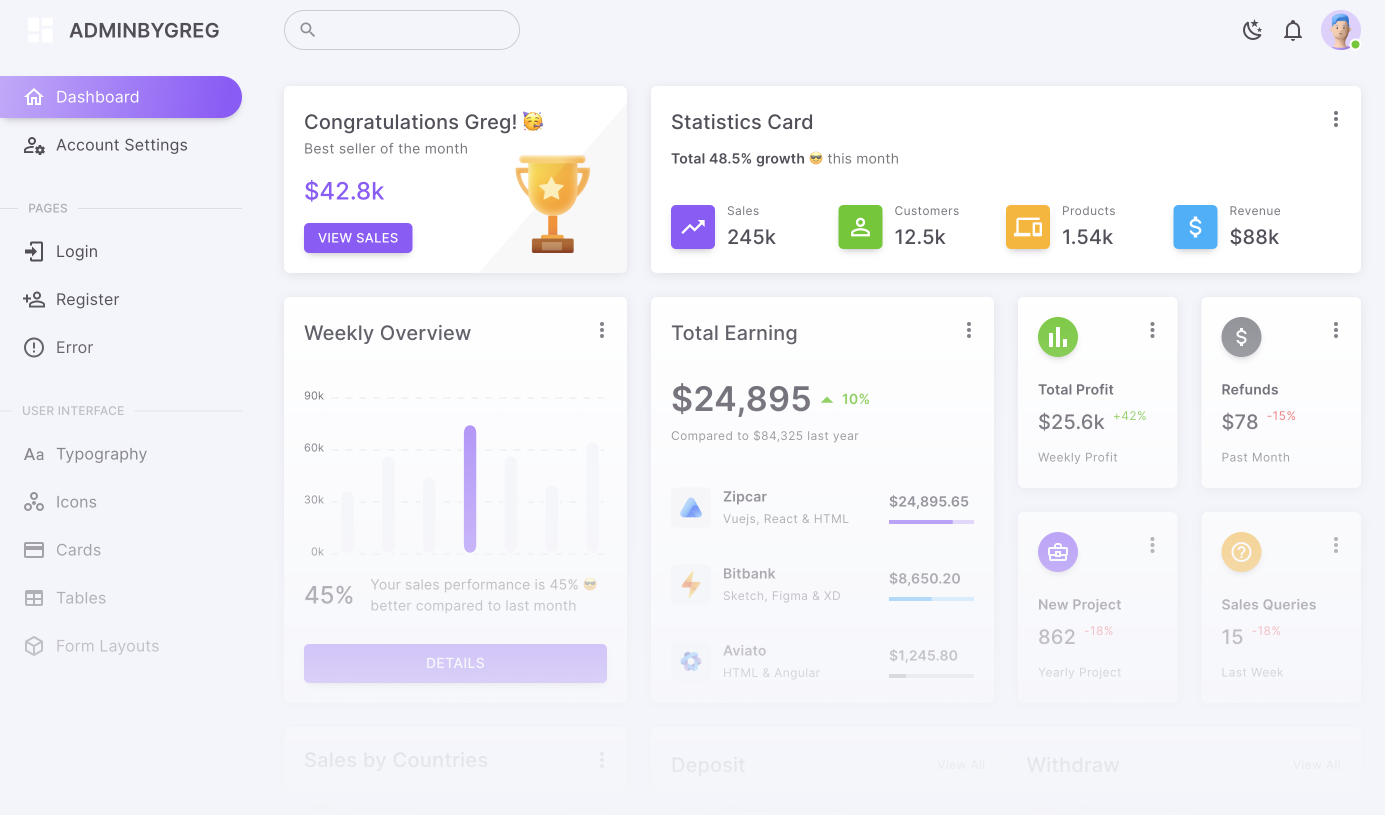 ADMINBYGREG
Dashboard
Account Settings
PAGES
Login
Register
Error
USER INTERFACE
Aa Typography
Icons
Cards
Tables
Form Layouts
Congratulations Greg! 🥳
Best seller of the month
$42.8k
VIEW SALES
Statistics Card
Total 48.5% growth 😎 this month
Sales
245k
Customers
12.5k
Products
1.54k
$
Revenue
$88k
Weekly Overview
90k
60k
30k
0k
45%
Your sales performance is 45% 😎
better compared to last month
DETAILS
Total Earning
$24,895 10%
Compared to $84,325 last year
Zipcar
Vuejs, React & HTML
$24,895.65
Bitbank
Sketch, Figma & XD
$8,650.20
Aviato
HTML & Angular
$1,245.80
Total Profit
$25.6k +42%
Weekly Profit
$
Refunds
$78 -15%
Past Month
New Project
862 -18%
Yearly Project
?
Sales Queries
15 -18%
Last Week
Sales by Countries
Deposit
View All
Withdraw
View All